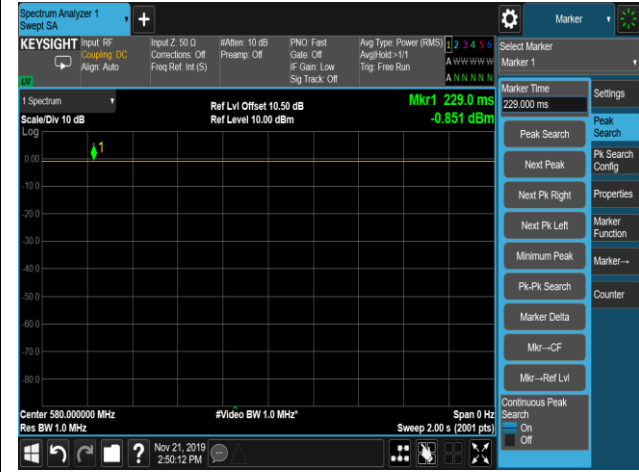 Spectrum Analyzer 1
Swept SA
+
Marker
KEYSIGHT
Input: RF
Coupling: DC
Align: Auto
Input Z: 50 Ω
Corrections: Off
Freq Ref: Int (S)
#Atten: 10 dB
Preamp: Off
PNO: Fast
Gate: Off
IF Gain: Low
Sig Track: Off
Avg Type: Power (RMS)
Avg|Hold:>1/1
Trig: Free Run
1 2 3 4 5 6
A W W W W W
A N N N N N
Select Marker
Marker 1
1 Spectrum
Scale/Div 10 dB
Log
Ref Lvl Offset 10.50 dB
Ref Level 10.00 dBm
Mkr1 229.0 ms
-0.851 dBm
1
0.00
-10.0
-20.0
-30.0
-40.0
-50.0
-60.0
-70.0
-80.0
Center 580.000000 MHz
Res BW 1.0 MHz
#Video BW 1.0 MHz*
Span 0 Hz
Sweep 2.00 s (2001 pts)
Marker Time
229.000 ms
Peak Search
Next Peak
Next Pk Right
Next Pk Left
Minimum Peak
Pk-Pk Search
Marker Delta
Mkr→CF
Mkr→Ref Lvl
Continuous Peak
Search
On
Off
Settings
Peak
Search
Pk Search
Config
Properties
Marker
Function
Marker→
Counter
?
Nov 21, 2019
2:50:12 PM